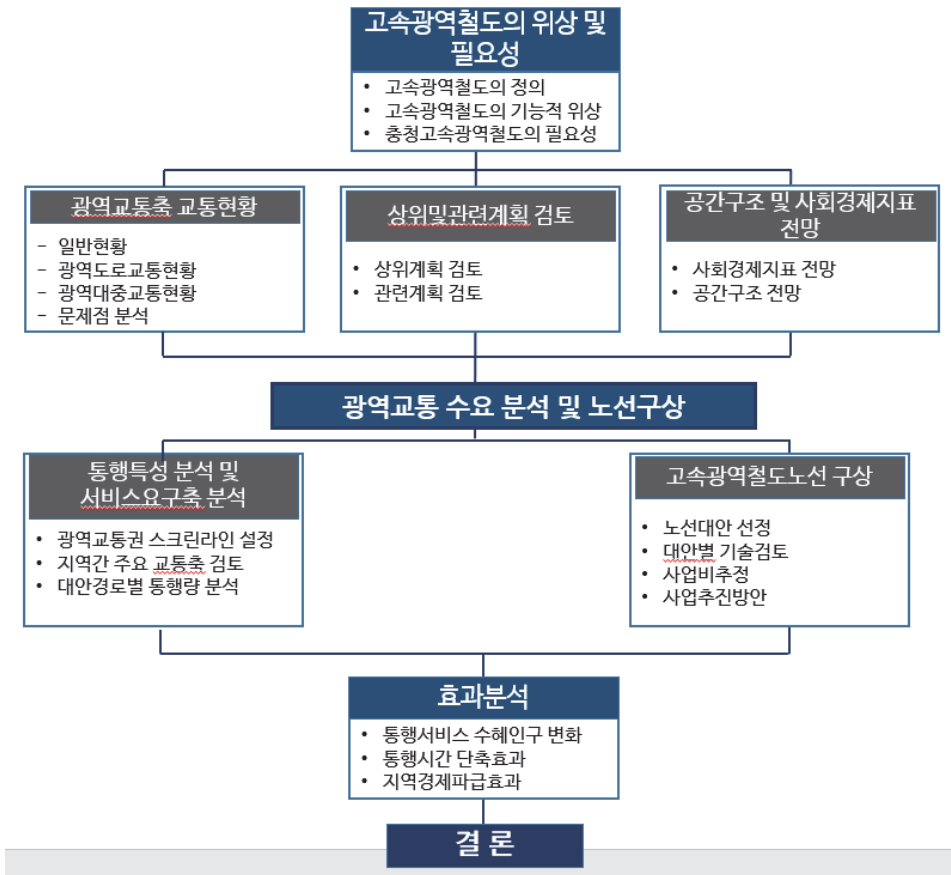 고속광역철도의 위상 및
필요성
• 고속광역철도의 정의
• 고속광역철도의 기능적 위상
• 충청고속광역철도의 필요성
광역교통축 교통현황
- 일반현황
- 광역도로교통현황
- 광역대중교통현황
- 문제점 분석
상위및관련계획 검토
• 상위계획 검토
• 관련계획 검토
공간구조 및 사회경제지표
전망
• 사회경제지표 전망
• 공간구조 전망
광역교통 수요 분석 및 노선구상
통행특성 분석 및
서비스요구축 분석
• 광역교통권 스크린라인 설정
• 지역간 주요 교통축 검토
• 대안경로별 통행량 분석
고속광역철도노선 구상
• 노선대안 선정
• 대안별 기술검토
• 사업비추정
• 사업추진방안
효과분석
• 통행서비스 수혜인구 변화
• 통행시간 단축효과
• 지역경제파급효과
결 론